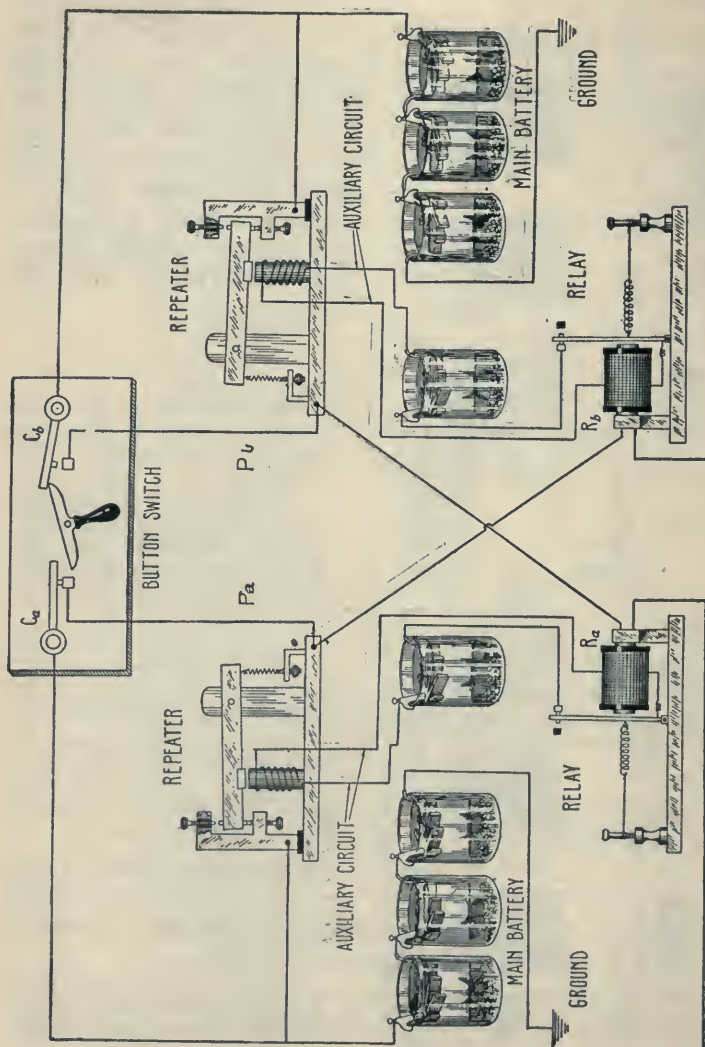 Ca
Cb
BUTTON SWITCH
Pa
Pb
REPEATER
REPEATER
AUXILIARY CIRCUIT
AUXILIARY CIRCUIT
MAIN BATTERY
MAIN BATTERY
GROUND
GROUND
RELAY
Ra
RELAY
Rb